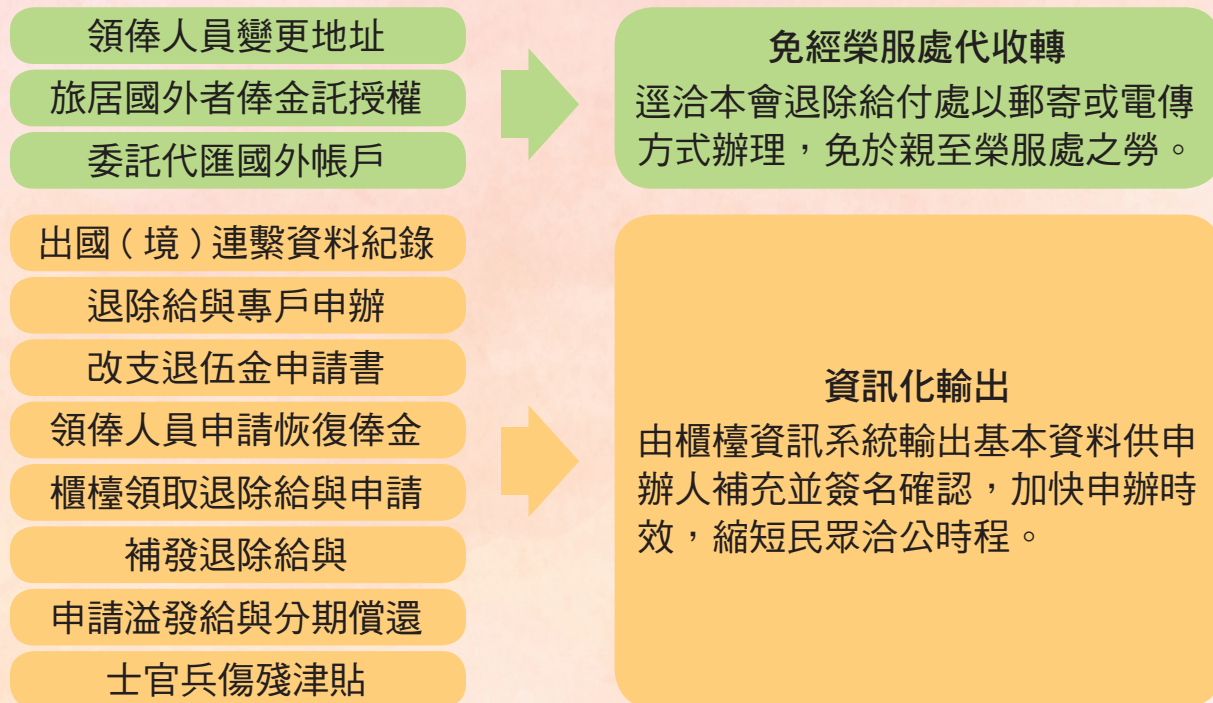 領俸人員變更地址
旅居國外者俸金託授權
委託代匯國外帳戶
免經榮服處代收轉
逕洽本會退除給付處以郵寄或電傳
方式辦理，免於親至榮服處之勞。
出國（境）連繫資料紀錄
退除給與專戶申辦
改支退伍金申請書
領俸人員申請恢復俸金
櫃檯領取退除給與申請
補發退除給與
申請溢發給與分期償還
士官兵傷殘津貼
資訊化輸出
由櫃檯資訊系統輸出基本資料供申
辦人補充並簽名確認，加快申辦時
效，縮短民眾洽公時程。